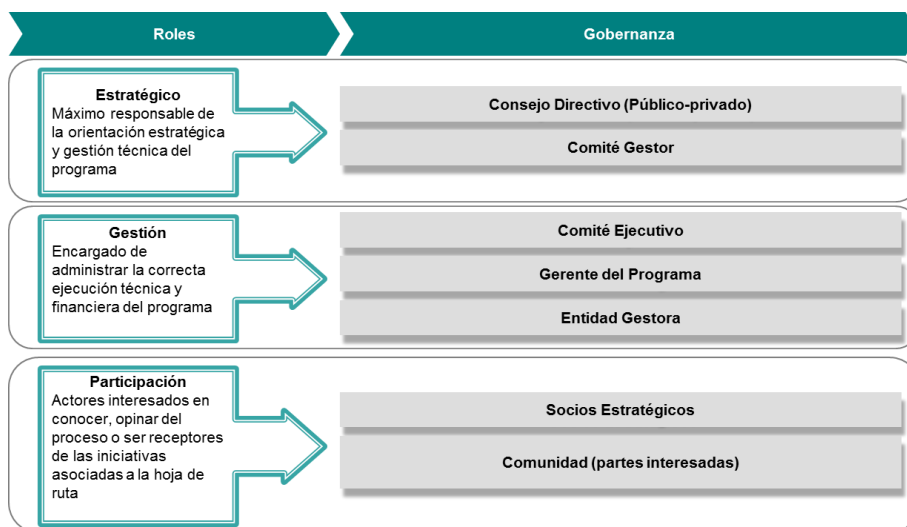 Roles
Gobernanza
Estratégico
Máximo responsable de
la orientación estratégica
y gestión técnica del
programa
Consejo Directivo (Público-privado)
Comité Gestor
Gestión
Encargado de
administrar la correcta
ejecución técnica y
financiera del programa
Comité Ejecutivo
Gerente del Programa
Entidad Gestora
Participación
Actores interesados en
conocer, opinar del
proceso o ser receptores
de las iniciativas
asociadas a la hoja de
ruta
Socios Estratégicos
Comunidad (partes interesadas)